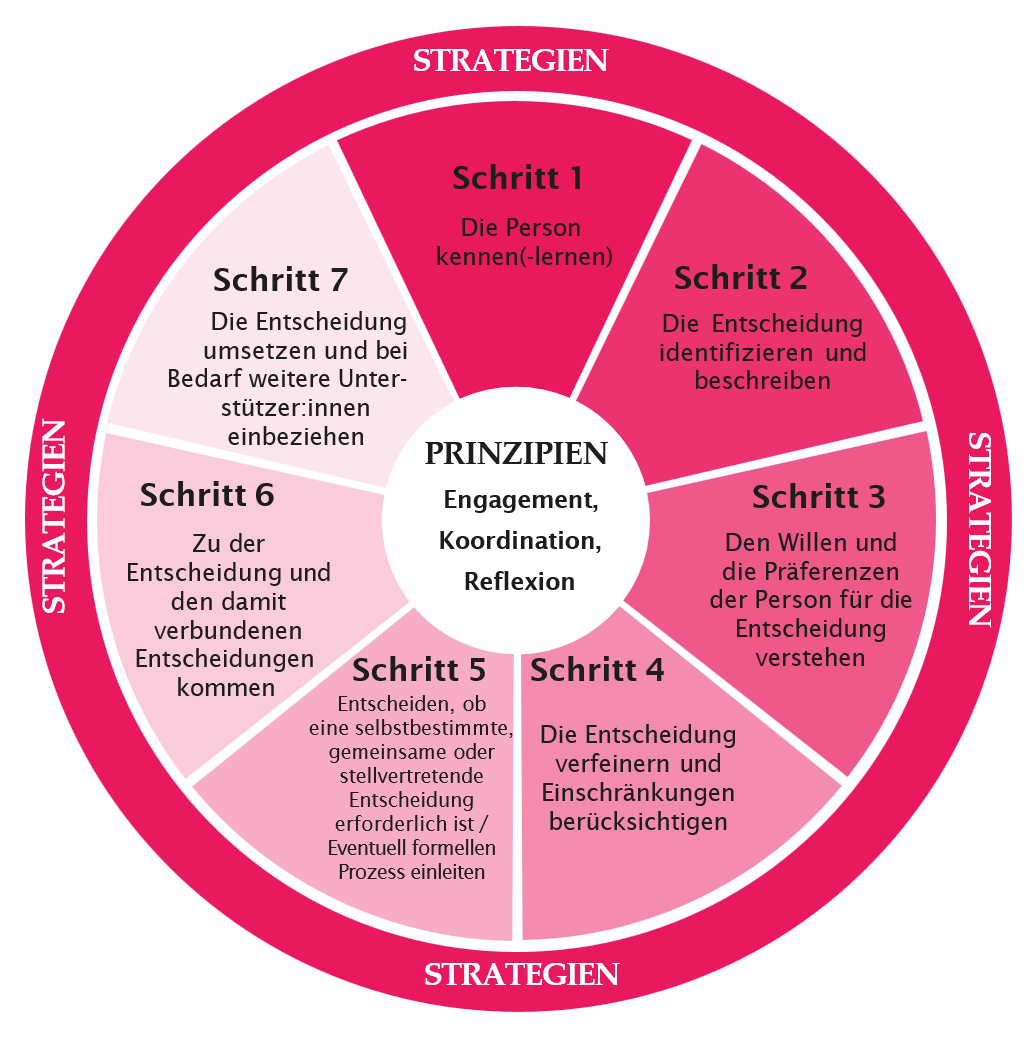 STRATEGIEN
Schritt 1
Die Person
kennen(-lernen)
Schritt 2
Die Entscheidung
identifizieren und
beschreiben
Schritt 3
Den Willen und
die Präferenzen
der Person für die
Entscheidung
verstehen
Schritt 4
Die Entscheidung
verfeinern und
Einschränkungen
berücksichtigen
Schritt 5
Entscheiden, ob
eine selbstbestimmte,
gemeinsame oder
stellvertretende
Entscheidung
erforderlich ist /
Eventuell formellen
Prozess einleiten
Schritt 6
Zu der
Entscheidung und
den damit
verbundenen
Entscheidungen
kommen
Schritt 7
Die Entscheidung
umsetzen und bei
Bedarf weitere Unter-
stützer:innen
einbeziehen
PRINZIPIEN
Engagement,
Koordination,
Reflexion
STRATEGIEN
STRATEGIEN
STRATEGIEN